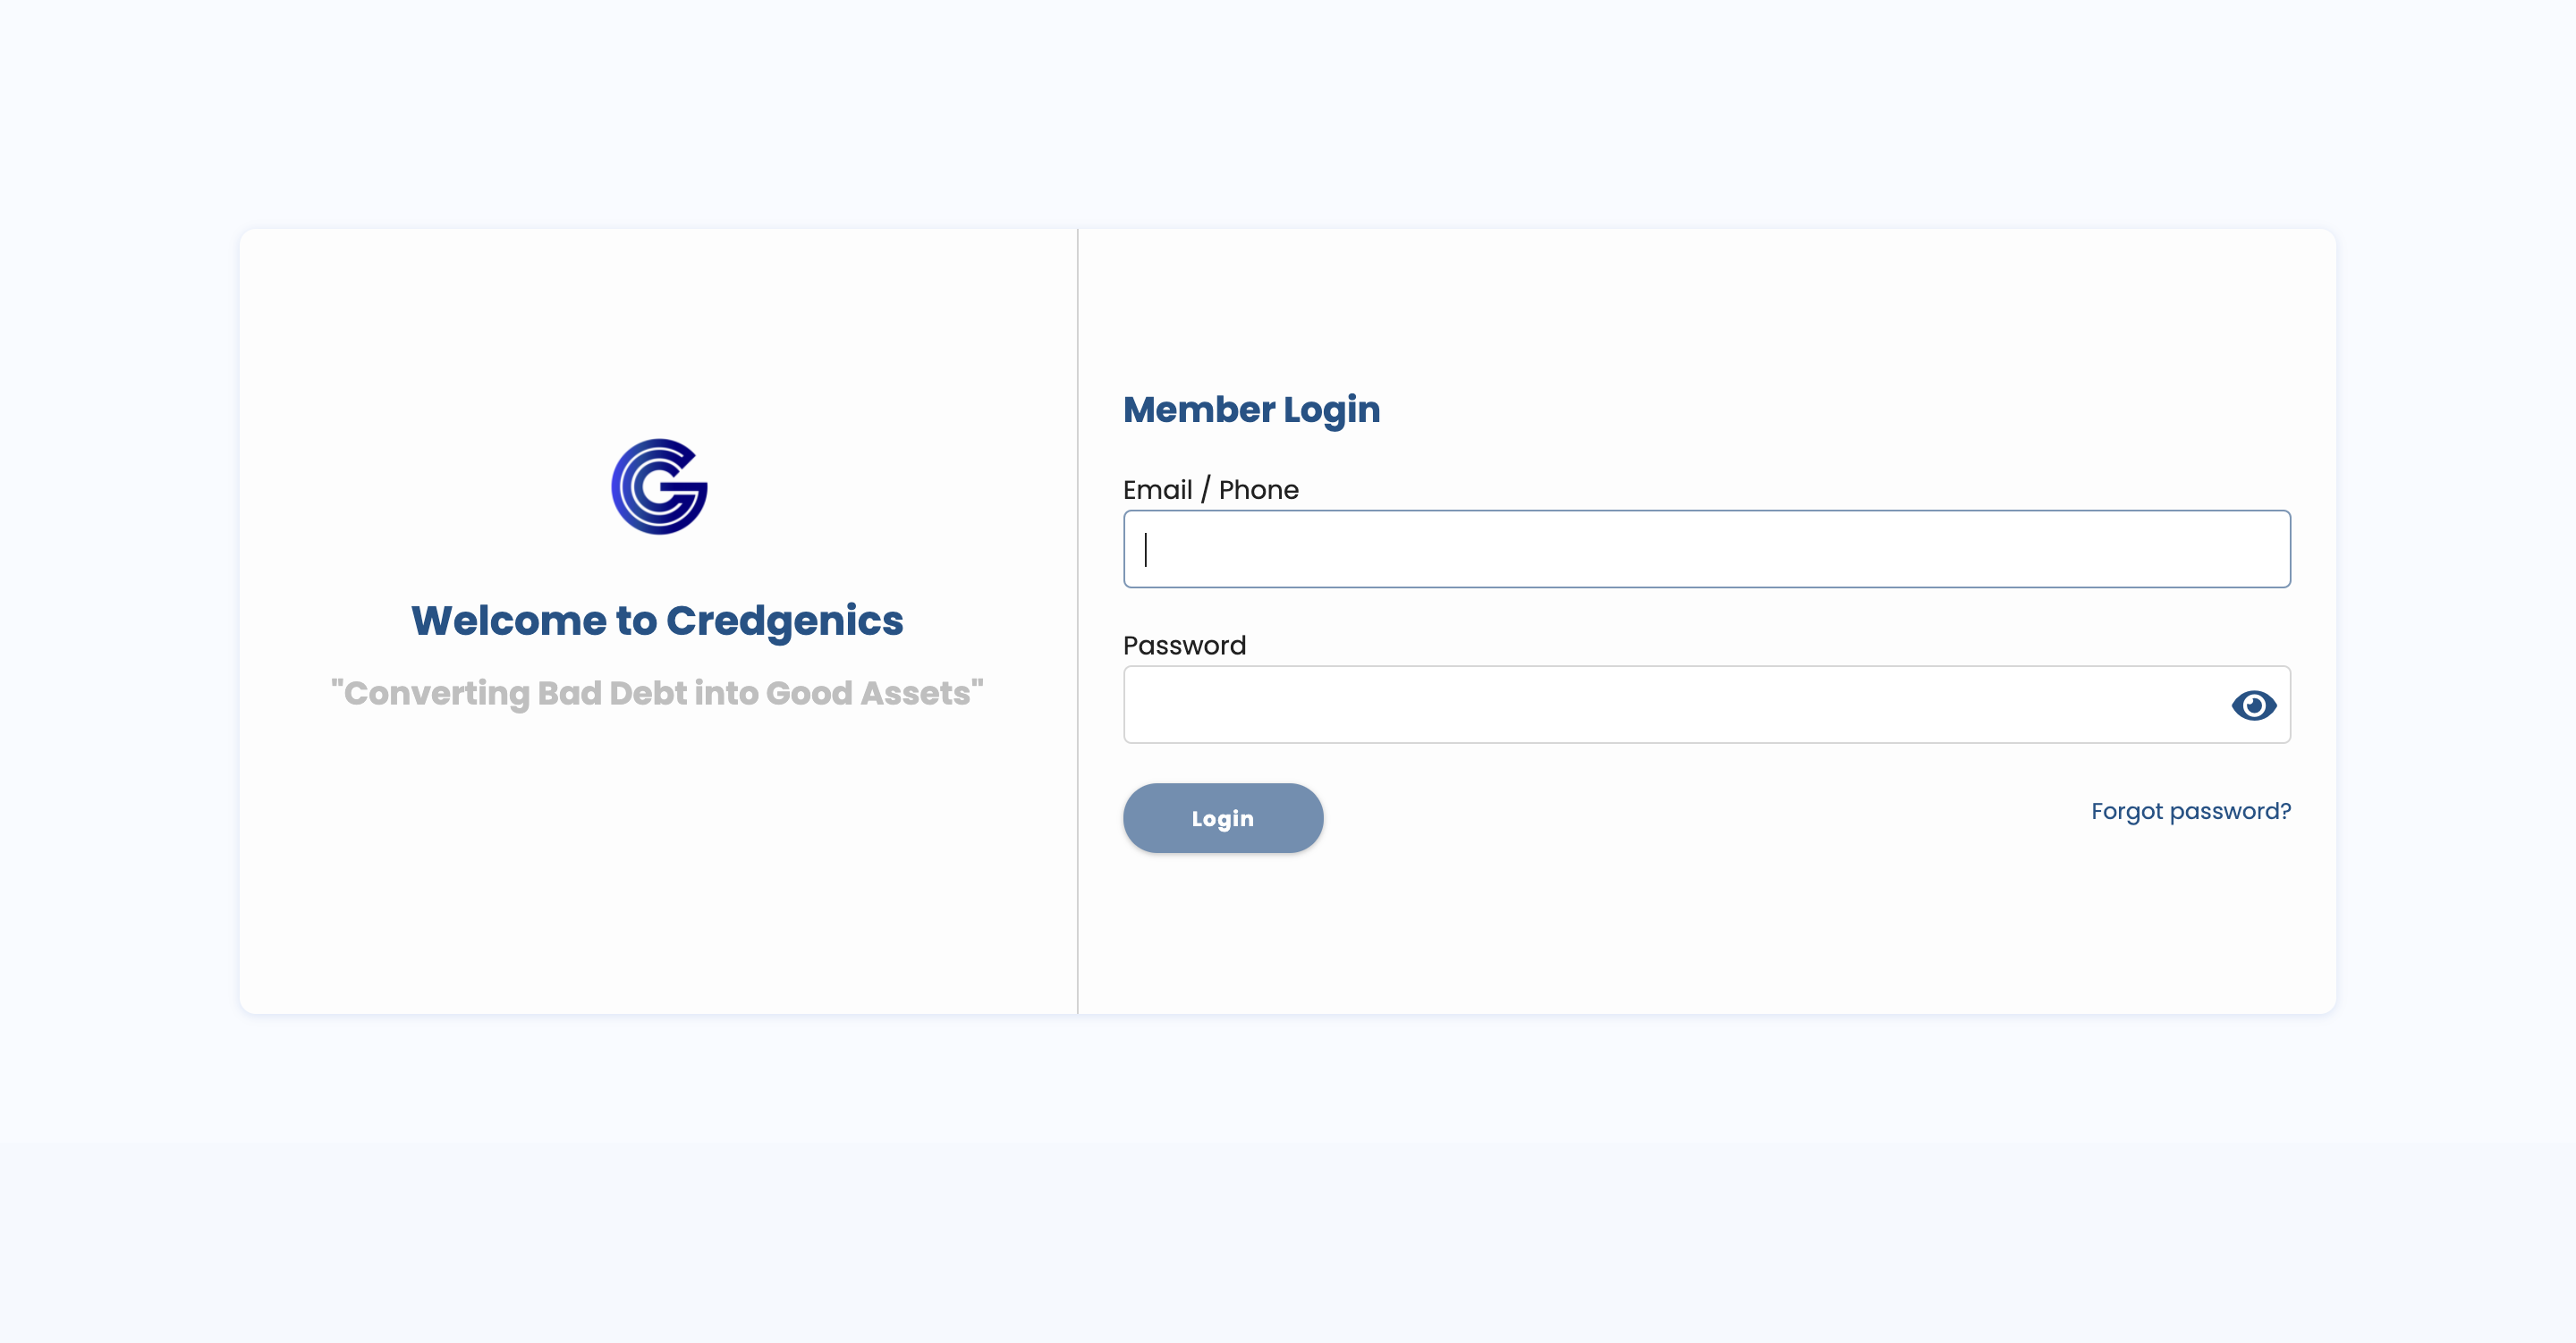 Welcome to Credgenics
"Converting Bad Debt into Good Assets"
Member Login
Email / Phone
Password
Login
Forgot password?